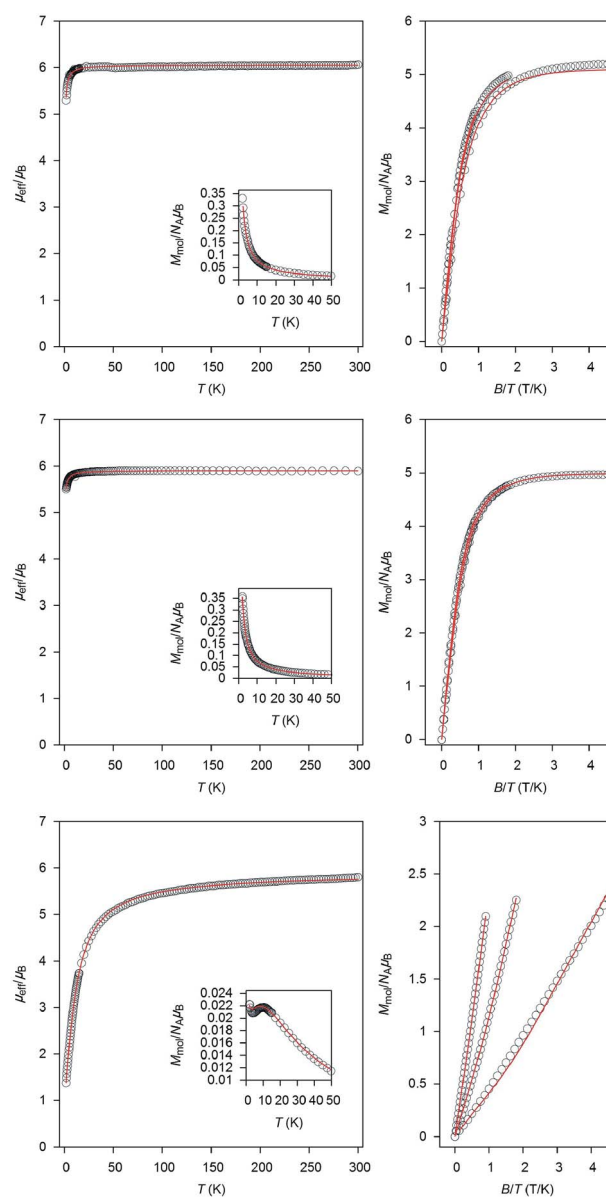 7
6
5
4
3
2
1
0
μeff/μB
0 50 100 150 200 250 300
T (K)
0.35
0.3
0.25
0.2
0.15
0.1
0.05
0
Mmol/NAμB
0 10 20 30 40 50
T (K)
6
5
4
3
2
1
0
Mmol/NAμB
0 1 2 3 4
B/T (T/K)
7
6
5
4
3
2
1
0
μeff/μB
0 50 100 150 200 250 300
T (K)
0.35
0.3
0.25
0.2
0.15
0.1
0.05
0
Mmol/NAμB
0 10 20 30 40 50
T (K)
6
5
4
3
2
1
0
Mmol/NAμB
0 1 2 3 4
B/T (T/K)
7
6
5
4
3
2
1
0
μeff/μB
0 50 100 150 200 250 300
T (K)
0.024
0.022
0.02
0.018
0.016
0.014
0.012
0.01
Mmol/NAμB
0 10 20 30 40 50
T (K)
3
2.5
2
1.5
1
0.5
0
Mmol/NAμB
0 1 2 3 4
B/T (T/K)